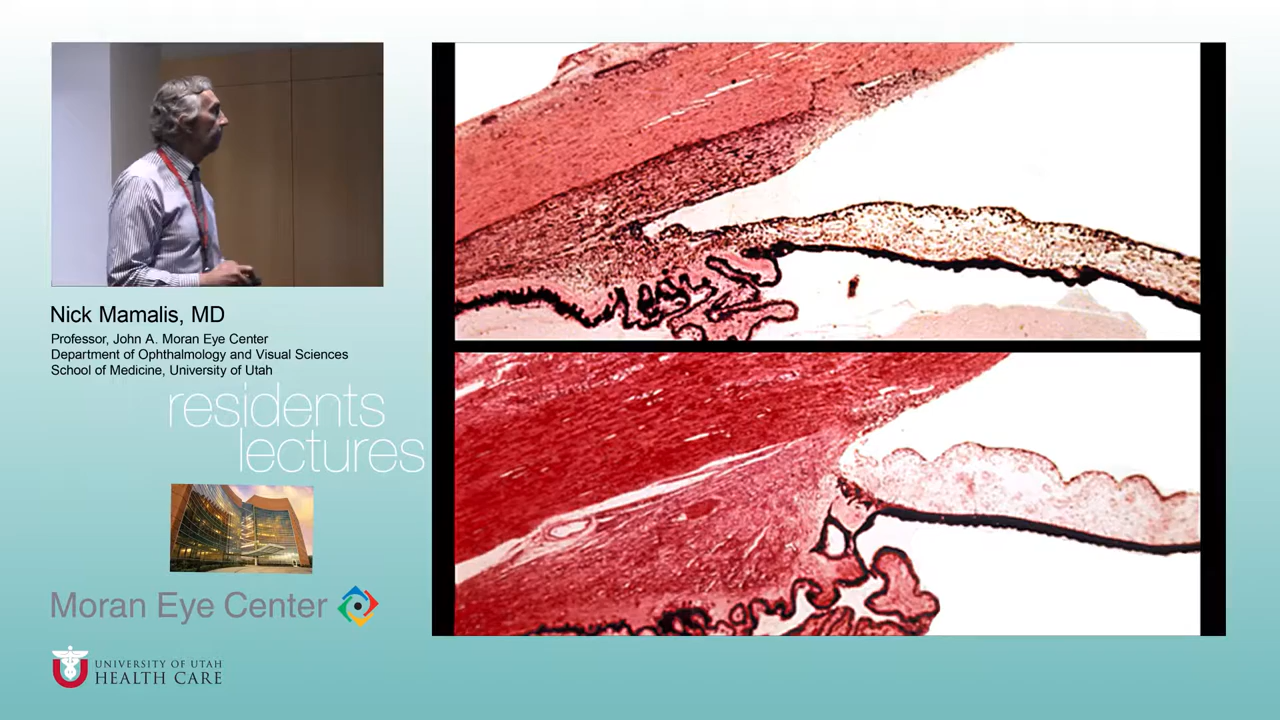 Nick Mamalis, MD
Professor, John A. Moran Eye Center
Department of Ophthalmology and Visual Sciences
School of Medicine, University of Utah
residents
lectures
Moran Eye Center
UNIVERSITY OF UTAH
HEALTH CARE